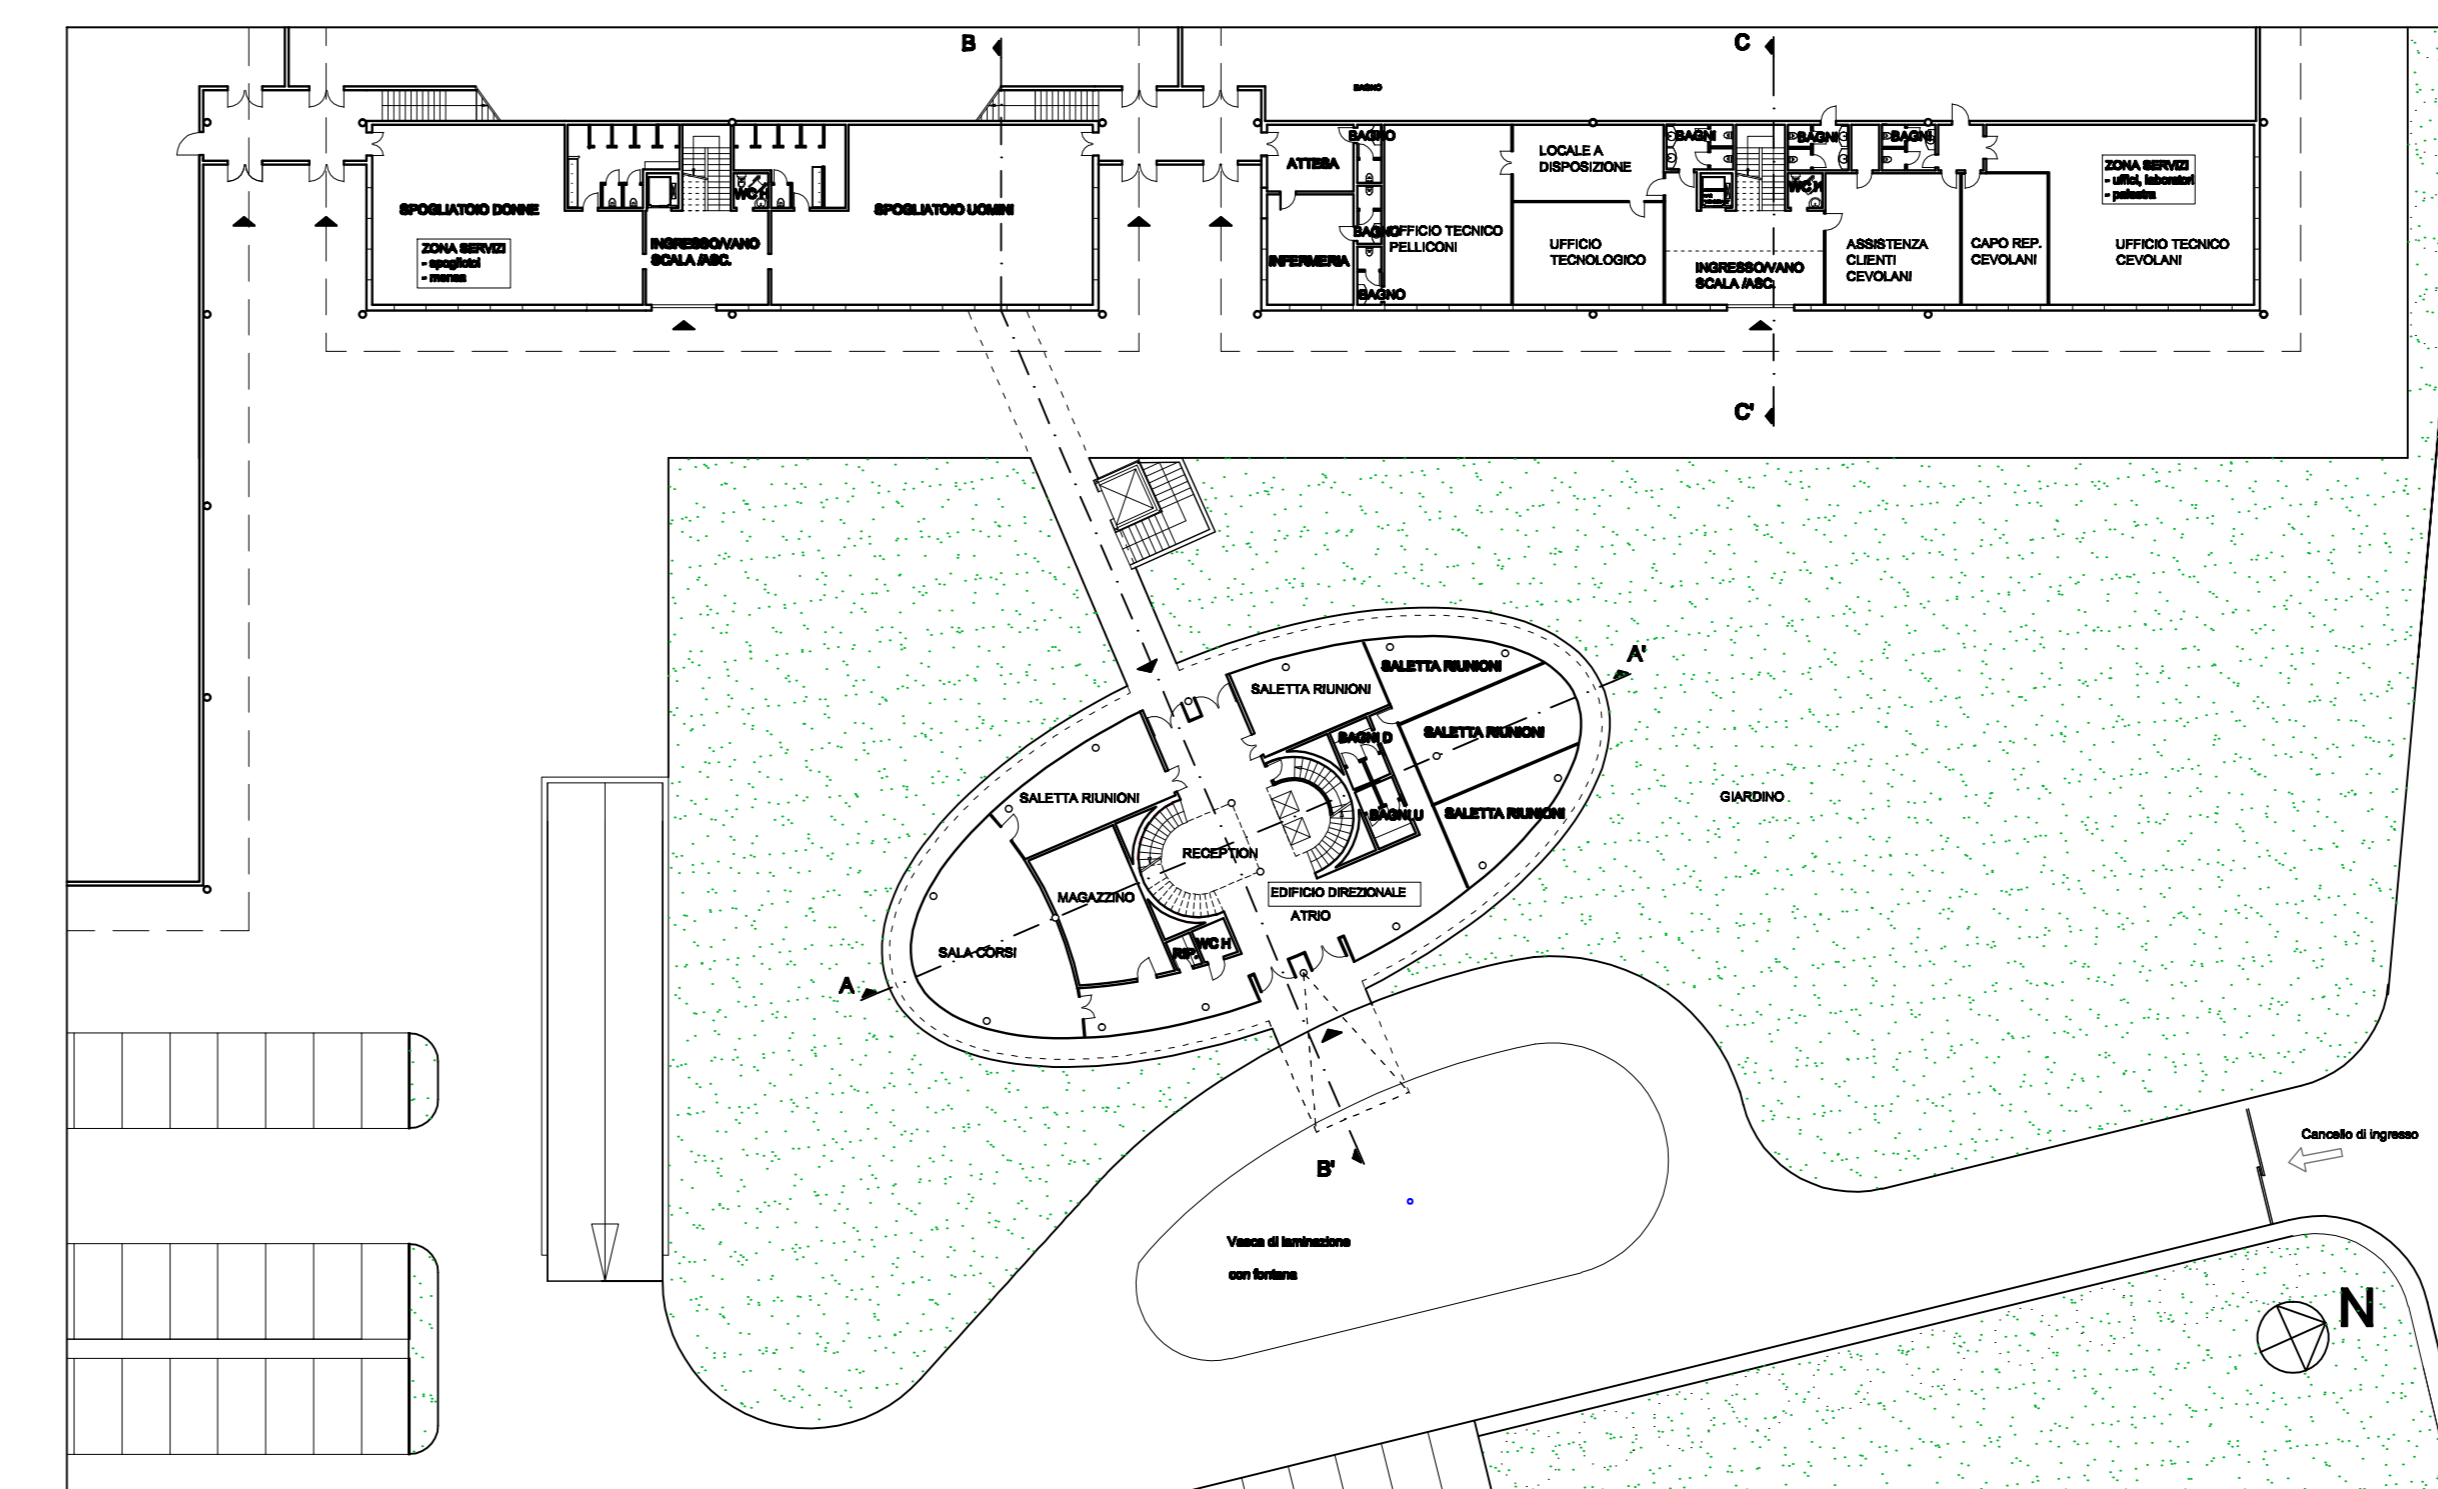 B
C
BAGNO
BAGNO
BAGNI
BAGNI
BAGNI
ATTESA
LOCALE A
DISPOSIZIONE
ZONA SERVIZI
- uffici, laboratori
- palestra
WC H
WC H
SPOGLIATOIO DONNE
SPOGLIATOIO UOMINI
ZONA SERVIZI
- spogliatoi
- mensa
INGRESSO/VANO
SCALA /ASC.
BAGNO
UFFICIO TECNICO
PELLICONI
INFERMERIA
BAGNO
UFFICIO
TECNOLOGICO
INGRESSO/VANO
SCALA /ASC.
ASSISTENZA
CLIENTI
CEVOLANI
CAPO REP.
CEVOLANI
UFFICIO TECNICO
CEVOLANI
C'
A'
SALETTA RIUNIONI
SALETTA RIUNIONI
BAGNI D
SALETTA RIUNIONI
SALETTA RIUNIONI
GIARDINO
BAGNI U
SALETTA RIUNIONI
RECEPTION
EDIFICIO DIREZIONALE
MAGAZZINO
ATRIO
WC H
RIP.
SALA CORSI
A
Cancello di ingresso
B'
Vasca di laminazione
con fontana
N